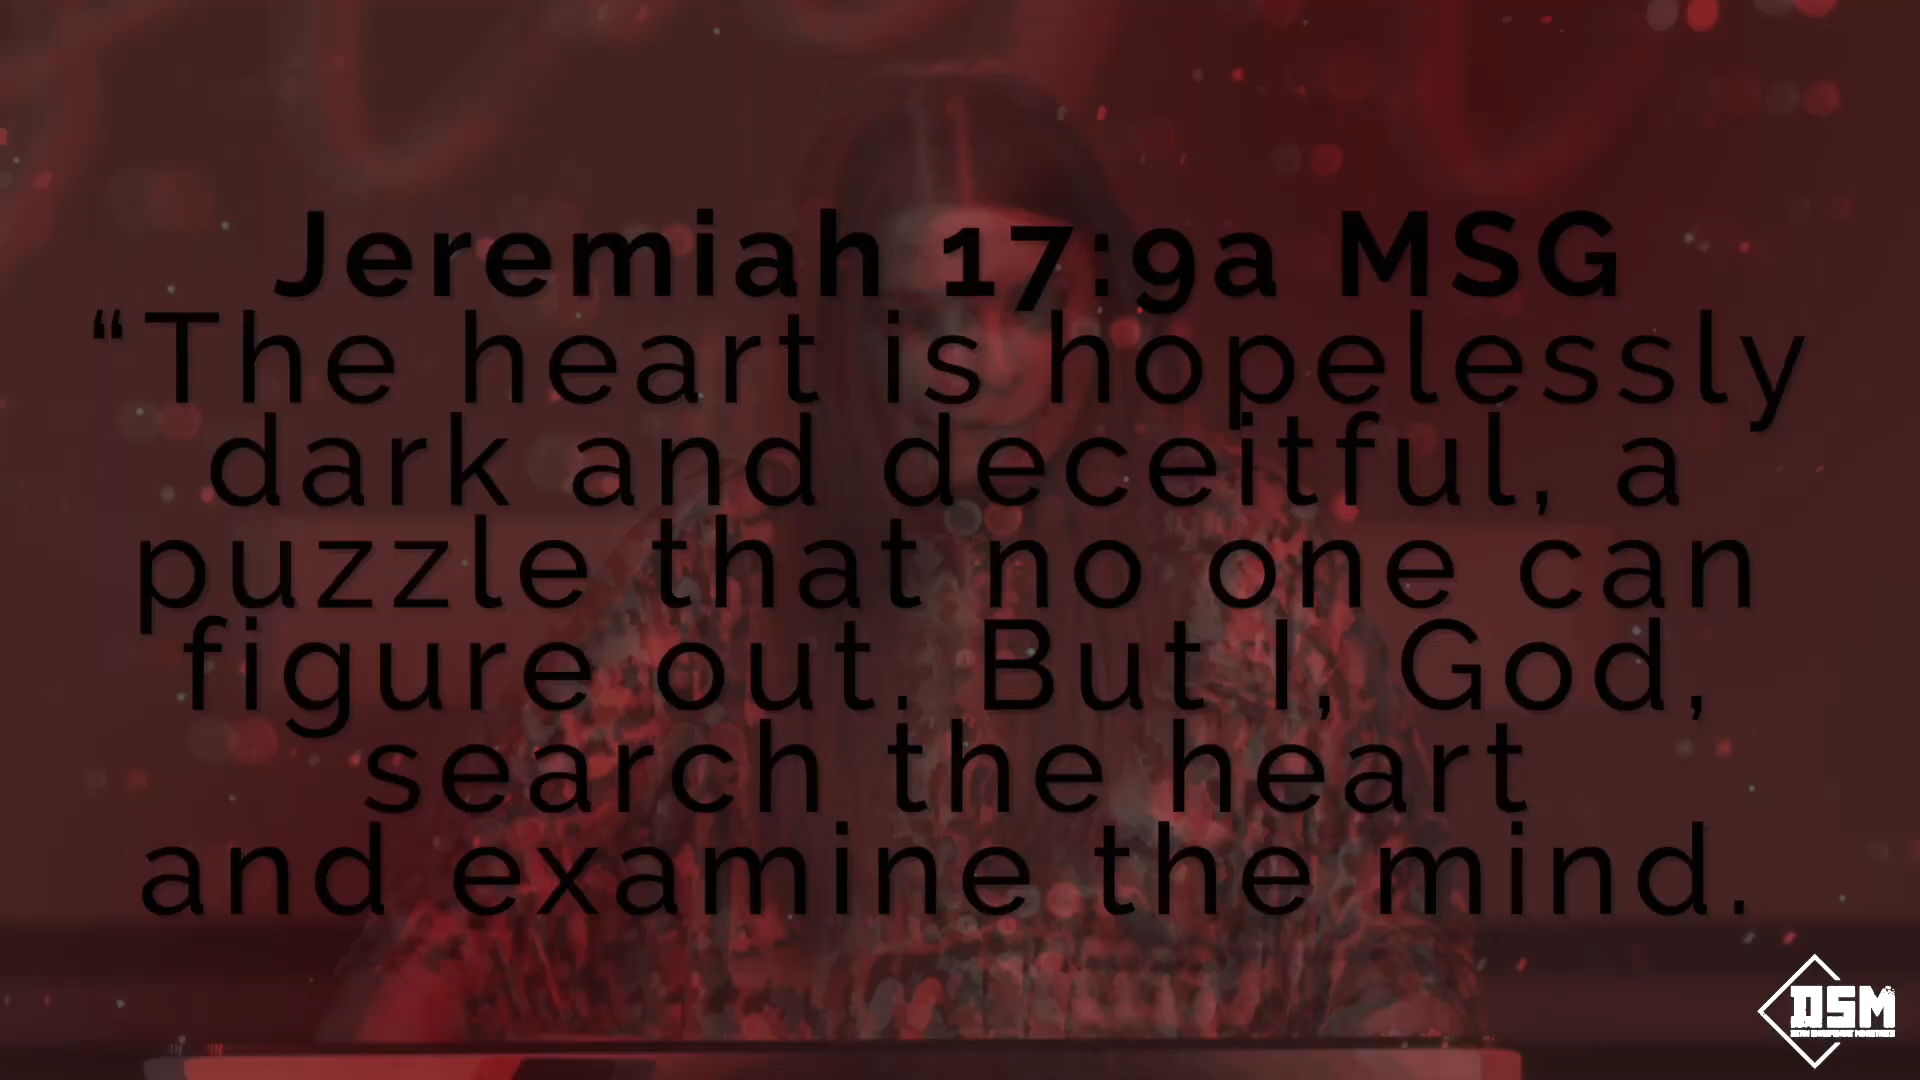 Jeremiah 17:9a MSG
“The heart is hopelessly
dark and deceitful, a
puzzle that no one can
figure out. But I, God,
search the heart
and examine the mind.
DSM